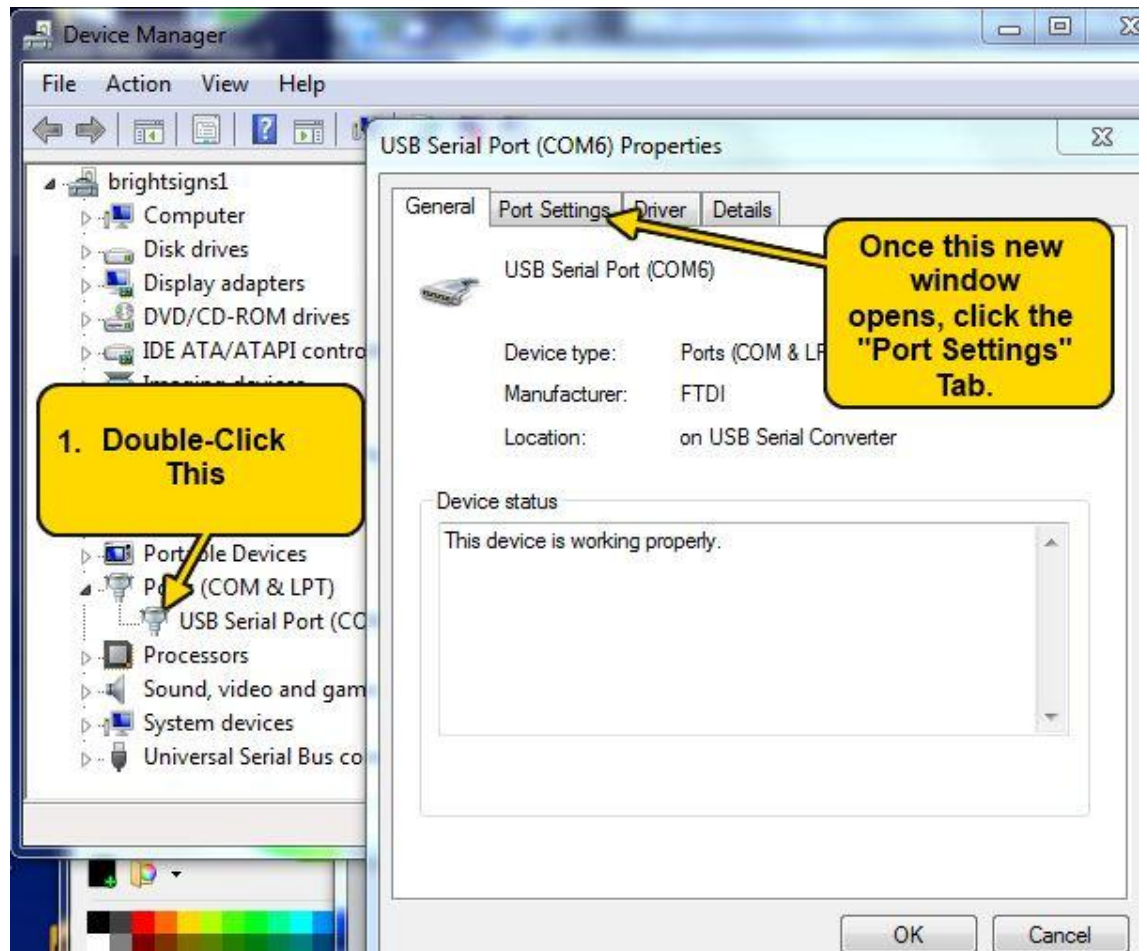 Device Manager
File Action View Help
USB Serial Port (COM6) Properties
brightsigns1
Computer
Disk drives
Display adapters
DVD/CD-ROM drives
IDE ATA/ATAPI contro
Imaging devices
1. Double-Click
This
Portable Devices
Ports (COM & LPT)
USB Serial Port (CO
Processors
Sound, video and gam
System devices
Universal Serial Bus co
General Port Settings Driver Details
USB Serial Port (COM6)
Device type: Ports (COM & LP
Manufacturer: FTDI
Location: on USB Serial Converter
Once this new
window
opens, click the
"Port Settings"
Tab.
Device status
This device is working properly.
OK Cancel